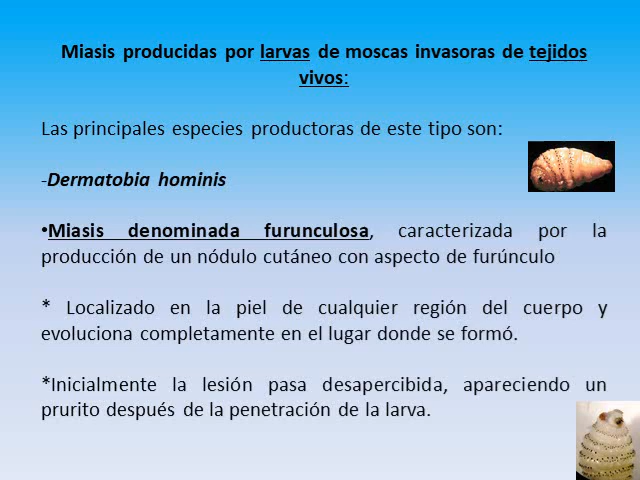 Miasis producidas por larvas de moscas invasoras de tejidos
vivos:
Las principales especies productoras de este tipo son:
-Dermatobia hominis
•Miasis denominada furunculosa, caracterizada por la
producción de un nódulo cutáneo con aspecto de furúnculo
* Localizado en la piel de cualquier región del cuerpo y
evoluciona completamente en el lugar donde se formó.
*Inicialmente la lesión pasa desapercibida, apareciendo un
prurito después de la penetración de la larva.